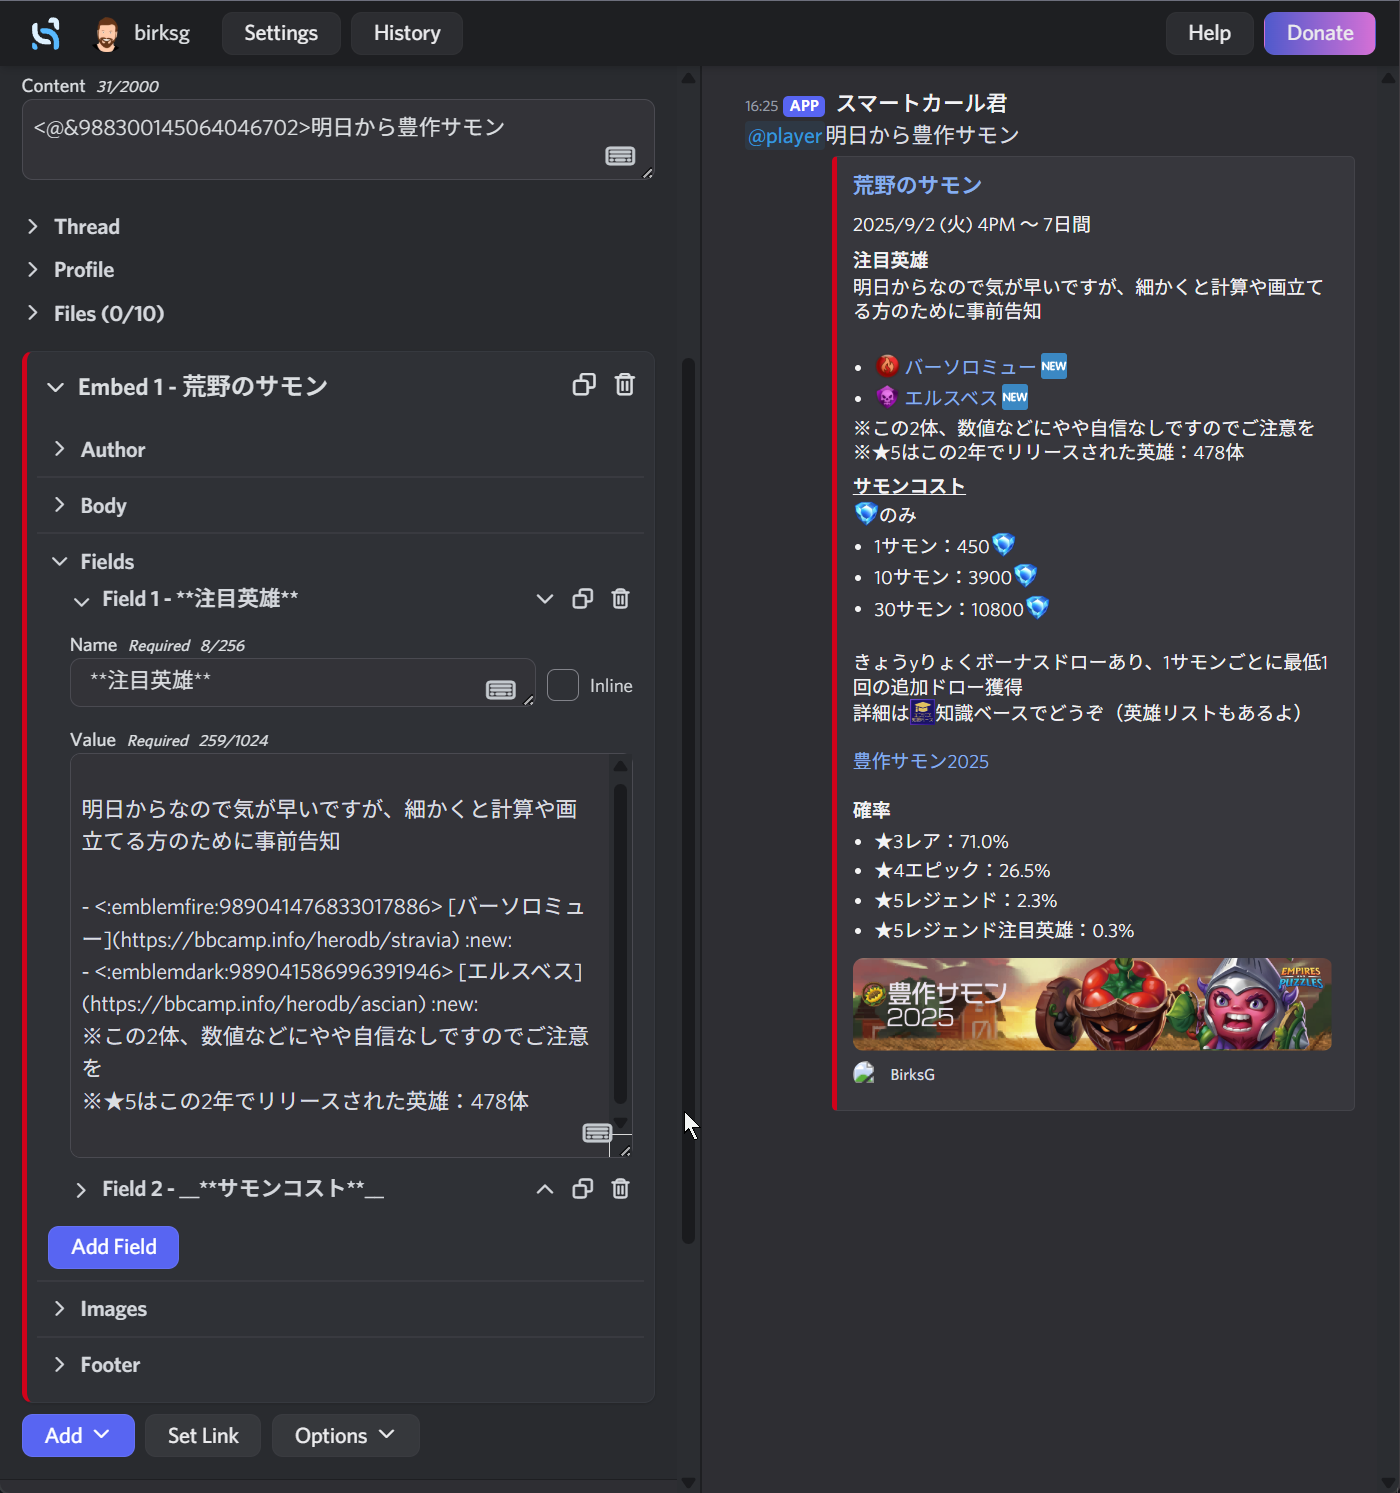 birksg
Settings
History
Help
Donate
Content 31/2000
<@&988300145064046702>明日から豊作サモン
Thread
Profile
Files (0/10)
Embed 1 - 荒野のサモン
Author
Body
Fields
Field 1 - **注目英雄**
Name Required 8/256
**注目英雄**
Inline
Value Required 259/1024
明日からなので気が早いですが、細かくと計算や画
立てる方のために事前告知
- <:emblemfire:989041476833017886> [バーソロミュ
ー](https://bbcamp.info/herodb/stravia) :new:
- <:emblemdark:989041586996391946> [エルスベス]
(https://bbcamp.info/herodb/ascian) :new:
※この2体、数値などにやや自信なしですのでご注意
を
※★5はこの2年でリリースされた英雄：478体
Field 2 - __**サモンコスト**__
Add Field
Images
Footer
Add
Set Link
Options
16:25 APP スマートカール君
@player明日から豊作サモン
荒野のサモン
2025/9/2 (火) 4PM ～ 7日間
注目英雄
明日からなので気が早いですが、細かくと計算や画立て
る方のために事前告知
• バーソロミュー NEW
• エルスベス NEW
※この2体、数値などにやや自信なしですのでご注意を
※★5はこの2年でリリースされた英雄：478体
サモンコスト
のみ
• 1サモン：450
• 10サモン：3900
• 30サモン：10800
きょうyりょくボーナスドローあり、1サモンごとに最低1
回の追加ドロー獲得
詳細は知識ベースでどうぞ（英雄リストもあるよ）
豊作サモン2025
確率
• ★3レア：71.0%
• ★4エピック：26.5%
• ★5レジェンド：2.3%
• ★5レジェンド注目英雄：0.3%
豊作サモン
2025
EMPIRES
PUZZLES
BirksG